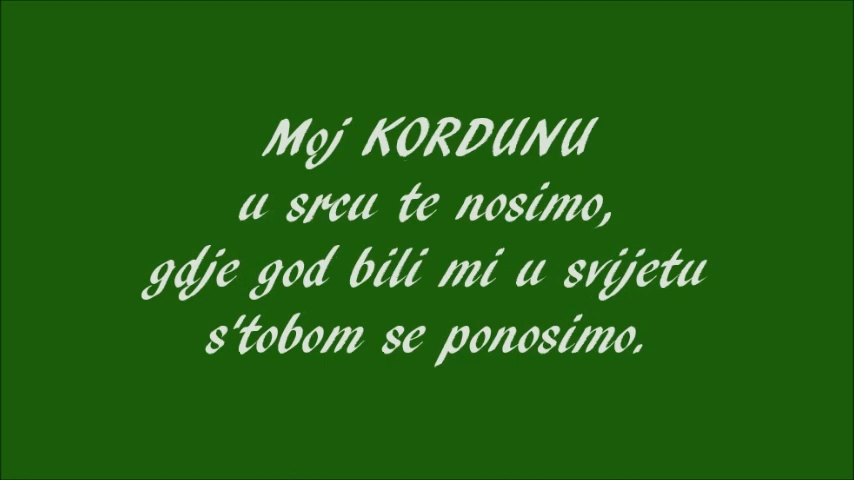 Moj KORDUNU
u srcu te nosimo,
gdje god bili mi u svijetu
s'tobom se ponosimo.